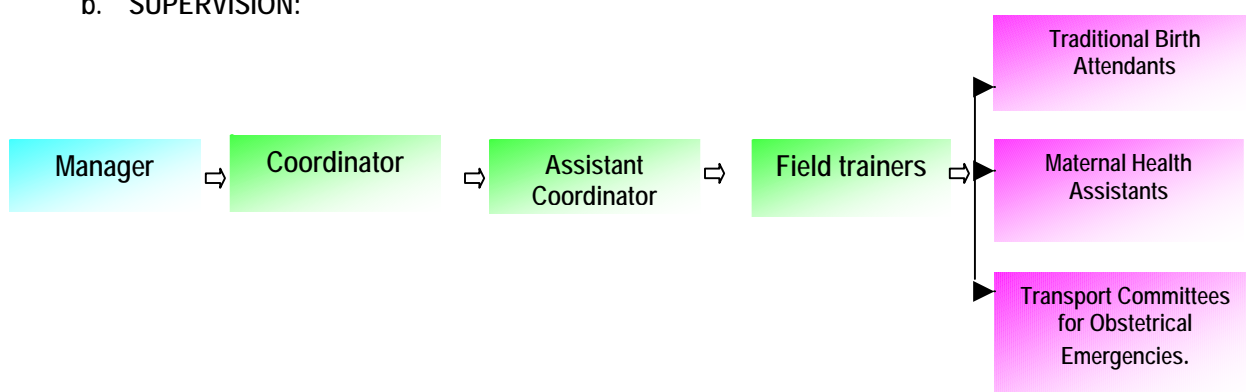 b. SUPERVISION:
Traditional Birth
Attendants
Manager
Coordinator
Assistant
Coordinator
Field trainers
Maternal Health
Assistants
Transport Committees
for Obstetrical
Emergencies.